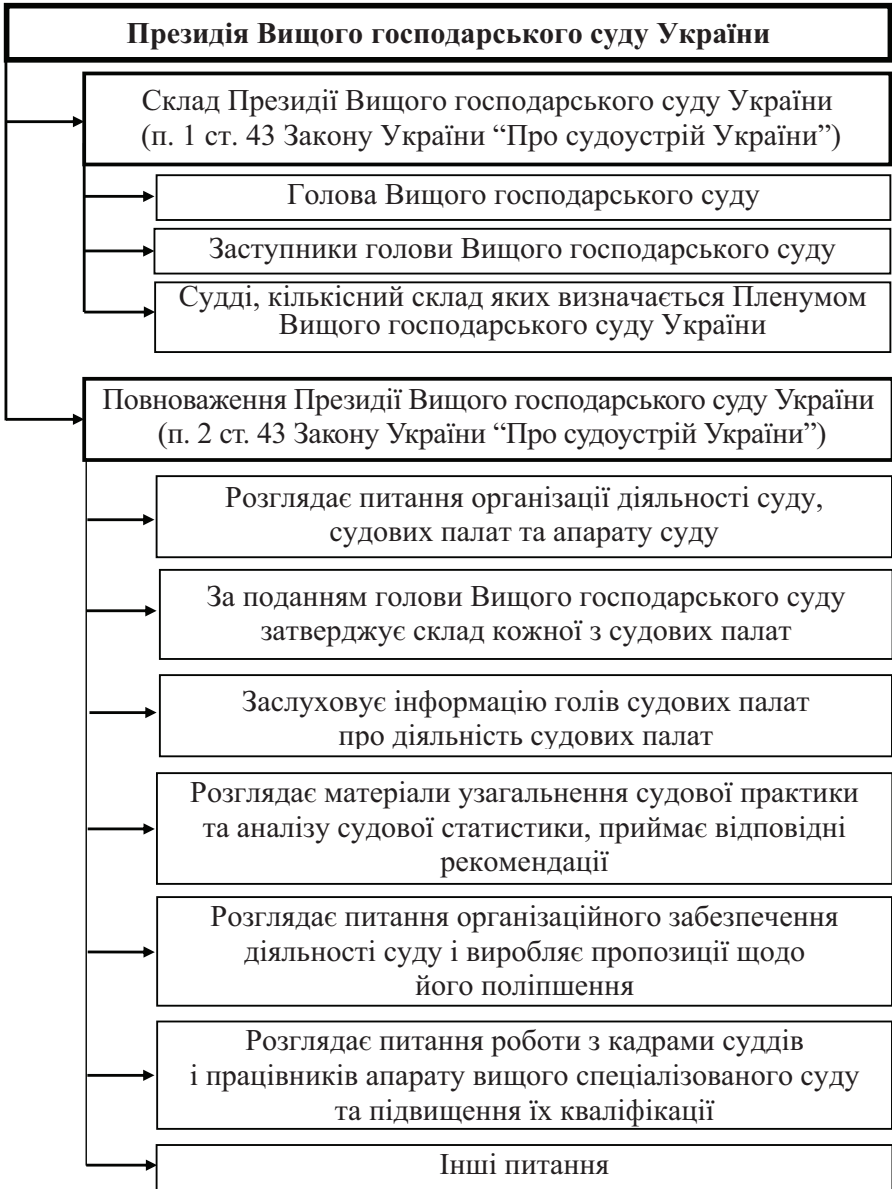 Президія Вищого господарського суду України
Склад Президії Вищого господарського суду України
(п. 1 ст. 43 Закону України “Про судоустрій України”)
Голова Вищого господарського суду
Заступники голови Вищого господарського суду
Судді, кількісний склад яких визначається Пленумом
Вищого господарського суду України
Повноваження Президії Вищого господарського суду України
(п. 2 ст. 43 Закону України “Про судоустрій України”)
Розглядає питання організації діяльності суду,
судових палат та апарату суду
За поданням голови Вищого господарського суду
затверджує склад кожної з судових палат
Заслуховує інформацію голів судових палат
про діяльність судових палат
Розглядає матеріали узагальнення судової практики
та аналізу судової статистики, приймає відповідні
рекомендації
Розглядає питання організаційного забезпечення
діяльності суду і виробляє пропозиції щодо
його поліпшення
Розглядає питання роботи з кадрами суддів
і працівників апарату вищого спеціалізованого суду
та підвищення їх кваліфікації
Інші питання